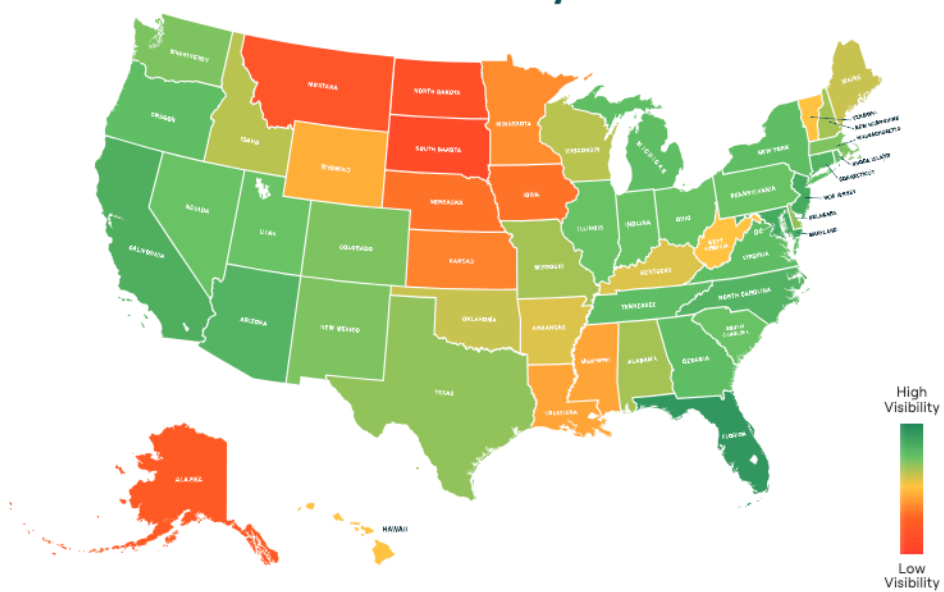 WASHINGTON
OREGON
CALIFORNIA
NEVADA
IDAHO
MONTANA
WYOMING
UTAH
COLORADO
ARIZONA
NEW MEXICO
NORTH DAKOTA
SOUTH DAKOTA
NEBRASKA
KANSAS
OKLAHOMA
TEXAS
MINNESOTA
IOWA
MISSOURI
ARKANSAS
LOUISIANA
WISCONSIN
ILLINOIS
MICHIGAN
INDIANA
OHIO
KENTUCKY
TENNESSEE
MISSISSIPPI
ALABAMA
GEORGIA
FLORIDA
SOUTH
CAROLINA
NORTH CAROLINA
VIRGINIA
WEST
VIRGINIA
DC
PENNSYLVANIA
NEW YORK
MAINE
VERMONT
NEW HAMPSHIRE
MASSACHUSETTS
RHODE ISLAND
CONNECTICUT
NEW JERSEY
DELAWARE
MARYLAND
ALASKA
HAWAII
High
Visibility
Low
Visibility